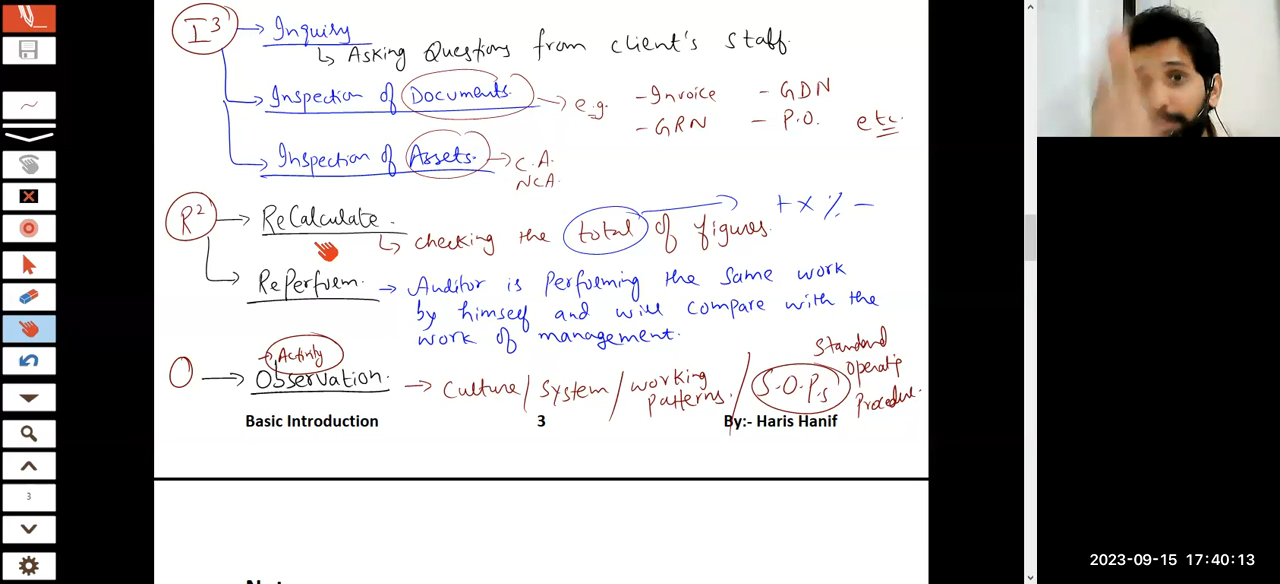 I³ → Inquiry
↳ Asking Questions from client's staff.
→ Inspection of Documents. → e.g. - Invoice - GDN
- GRN - P.O. etc.
→ Inspection of Assets. → C.A.
NCA.
R² → ReCalculate. + × % -
↳ checking the total of figures.
→ RePerform. → Auditor is performing the same work
by himself and will compare with the
work of management.
→ Activity
O → Observation. → Culture / System / working patterns. / S.O.P.s
Standard
Operatig
Procedure.
Basic Introduction 3 By:- Haris Hanif
3
2023-09-15 17:40:13